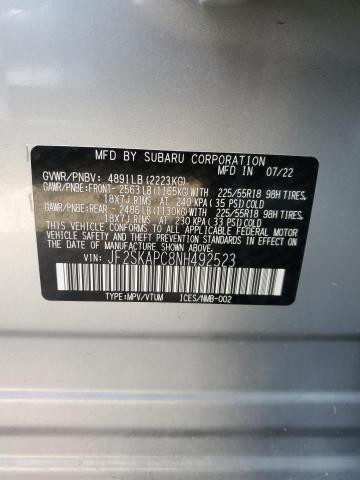 MFD BY SUBARU CORPORATION
MFD IN 07/22
GVWR/PNBV: 4891LB(2223KG)
GAWR/PNBE:FRONT- 2563LB(1165KG)WITH 225/55R18 98H TIRES,
18X7J RIMS AT 240 KPA(35 PSI)COLD
GAWR/PNBE:REAR- 2486LB(1130KG)WITH 225/55R18 98H TIRES,
18X7J RIMS AT 230 KPA(33 PSI)COLD
THIS VEHICLE CONFORMS TO ALL APPLICABLE FEDERAL MOTOR
VEHICLE SAFETY, BUMPER, AND THEFT PREVENTION STANDARDS
IN EFFECT ON THE DATE OF MANUFACTURE SHOWN ABOVE.
VIN: JF2SKAPC8NH492523
TYPE:MPV/VTUM ICES/NMB-002